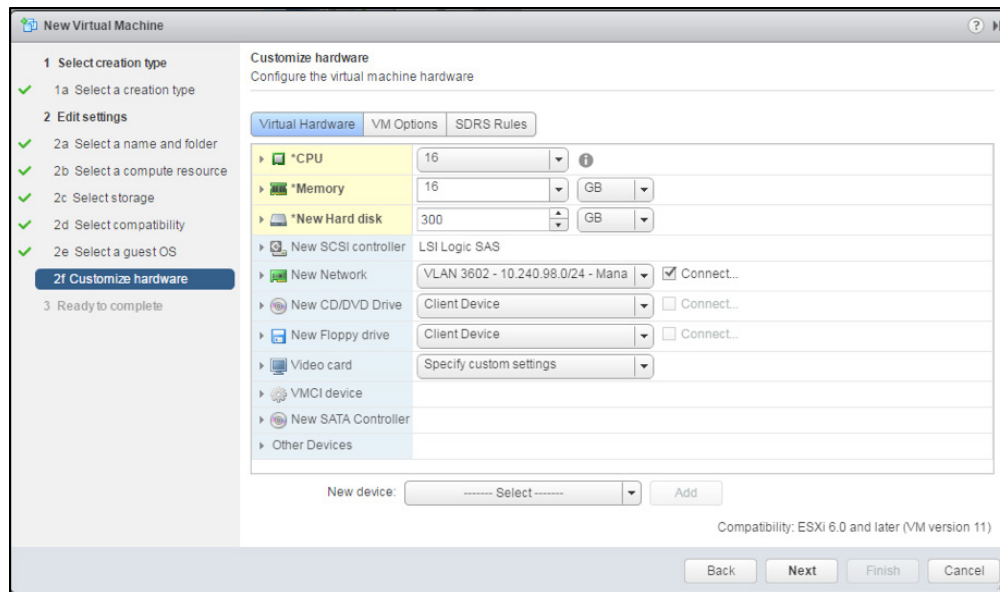 New Virtual Machine
?
1 Select creation type
1a Select a creation type
2 Edit settings
2a Select a name and folder
2b Select a compute resource
2c Select storage
2d Select compatibility
2e Select a guest OS
2f Customize hardware
3 Ready to complete
Customize hardware
Configure the virtual machine hardware
Virtual Hardware VM Options SDRS Rules
*CPU 16
*Memory 16 GB
*New Hard disk 300 GB
New SCSI controller LSI Logic SAS
New Network VLAN 3602 - 10.240.98.0/24 - Mana Connect...
New CD/DVD Drive Client Device Connect...
New Floppy drive Client Device Connect...
Video card Specify custom settings
VMCI device
New SATA Controller
Other Devices
New device: ------- Select ------- Add
Compatibility: ESXi 6.0 and later (VM version 11)
Back Next Finish Cancel